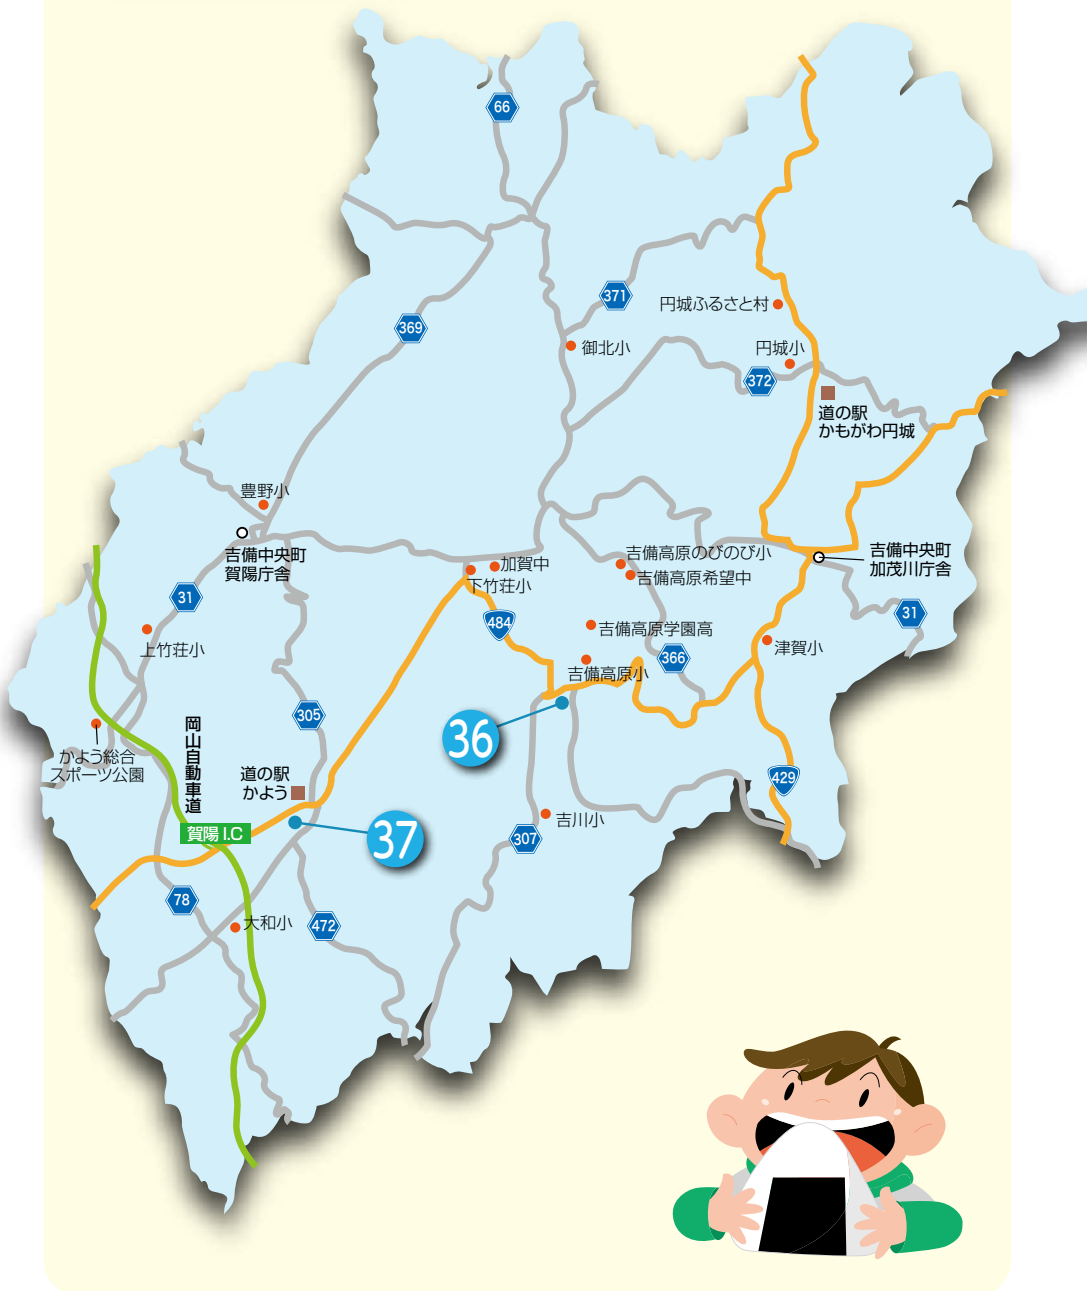 66
371
円城ふるさと村
369
御北小
円城小
372
道の駅
かもがわ円城
豊野小
吉備中央町
賀陽庁舎
加賀中
下竹荘小
吉備高原のびのび小
吉備高原希望中
吉備中央町
加茂川庁舎
31
484
31
上竹荘小
吉備高原学園高
津賀小
366
吉備高原小
305
36
岡山自動車道
かよう総合
スポーツ公園
道の駅
かよう
429
賀陽 I.C
37
吉川小
307
78
大和小
472